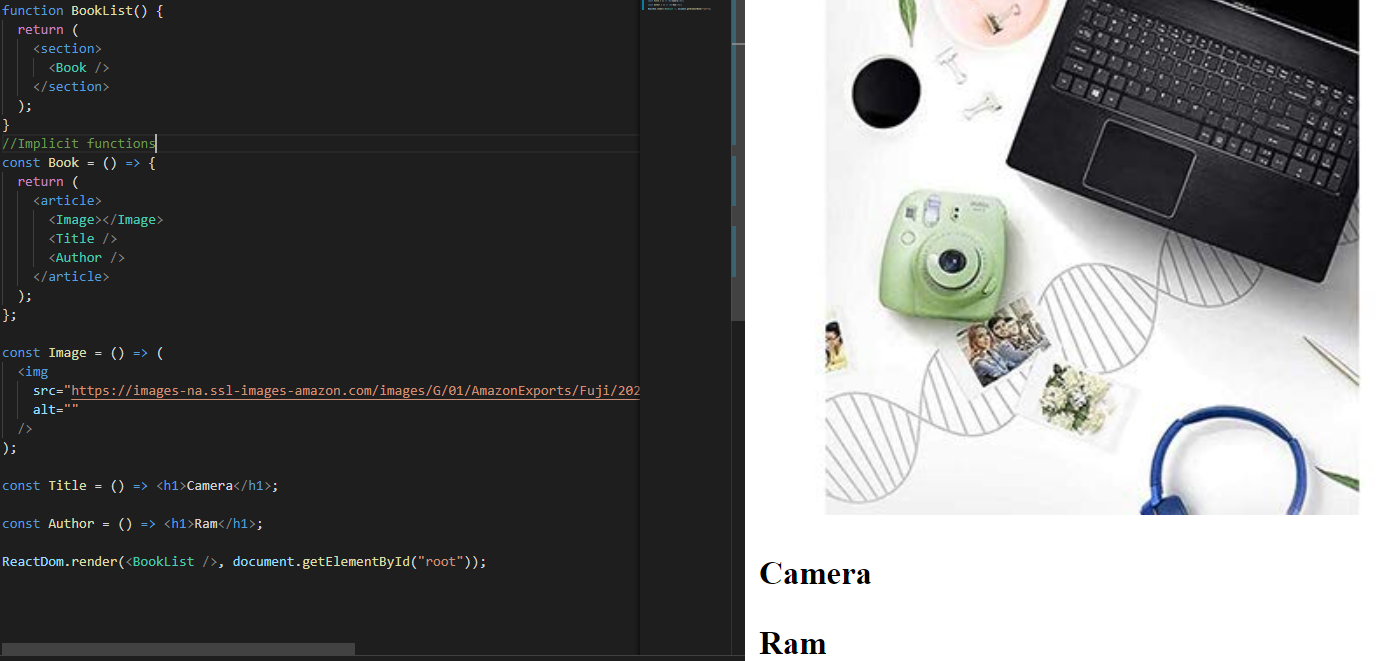 function BookList() {
return (
<section>
<Book />
</section>
);
}
//Implicit functions
const Book = () => {
return (
<article>
<Image></Image>
<Title />
<Author />
</article>
);
};
const Image = () => (
<img
src="https://images-na.ssl-images-amazon.com/images/G/01/AmazonExports/Fuji/202
alt=""
/>
);
const Title = () => <h1>Camera</h1>;
const Author = () => <h1>Ram</h1>;
ReactDom.render(<BookList />, document.getElementById("root"));
Camera
Ram